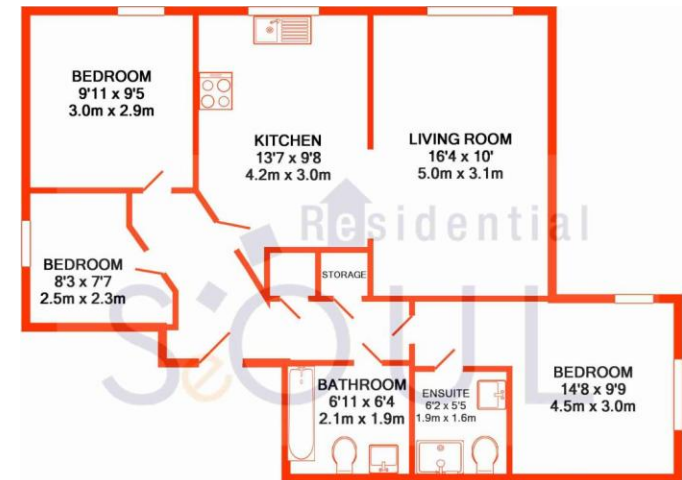 BEDROOM
9'11 x 9'5
3.0m x 2.9m
KITCHEN
13'7 x 9'8
4.2m x 3.0m
LIVING ROOM
16'4 x 10'
5.0m x 3.1m
Residential
BEDROOM
8'3 x 7'7
2.5m x 2.3m
STORAGE
SeOUL
BATHROOM
6'11 x 6'4
2.1m x 1.9m
ENSUITE
6'2 x 5'5
1.9m x 1.6m
BEDROOM
14'8 x 9'9
4.5m x 3.0m